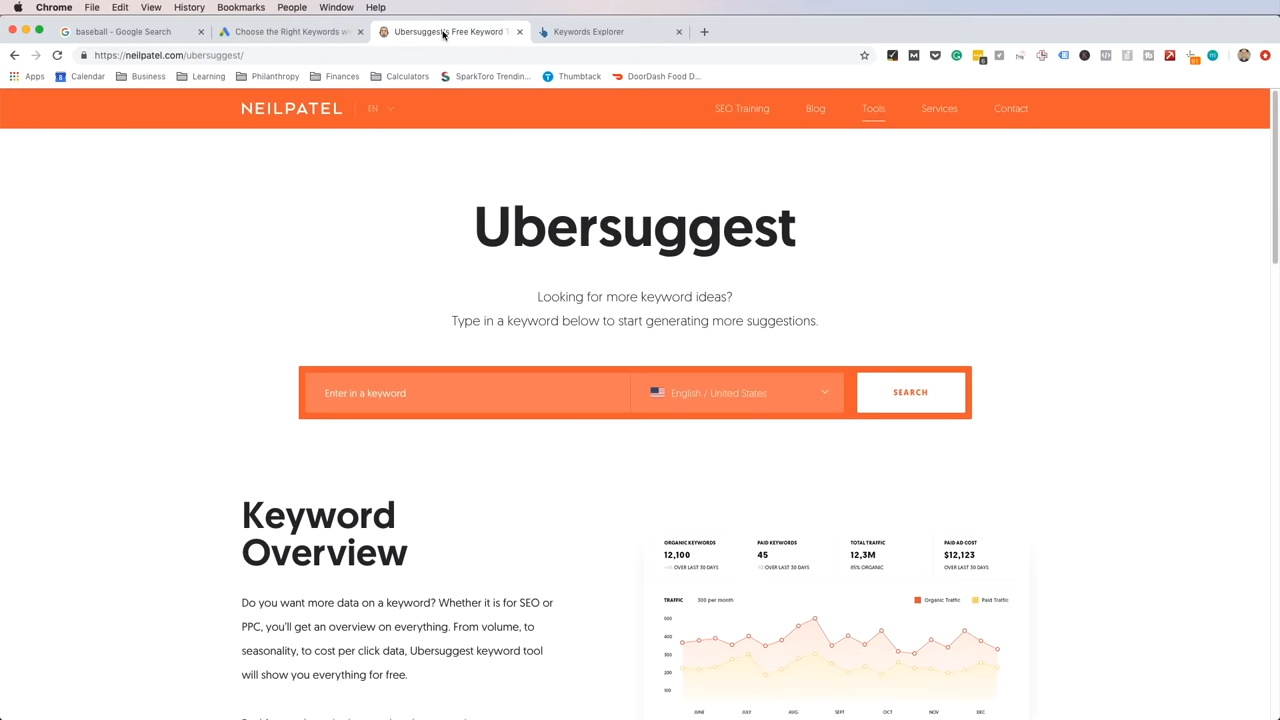 Chrome File Edit View History Bookmarks People Window Help
baseball - Google Search
Choose the Right Keywords wi
Ubersuggest's Free Keyword T
Keywords Explorer
https://neilpatel.com/ubersuggest/
Apps Calendar Business Learning Philanthropy Finances Calculators SparkToro Trendin... Thumbtack DoorDash Food D...
NEILPATEL EN SEO Training Blog Tools Services Contact
Ubersuggest
Looking for more keyword ideas?
Type in a keyword below to start generating more suggestions.
Enter in a keyword English / United States SEARCH
Keyword
Overview
Do you want more data on a keyword? Whether it is for SEO or
PPC, you'll get an overview on everything. From volume, to
seasonality, to cost per click data, Ubersuggest keyword tool
will show you everything for free.
ORGANIC KEYWORDS PAID KEYWORDS TOTAL TRAFFIC PAID AD COST
12,100 45 12,3M $12,123
OVER LAST 30 DAYS OVER LAST 30 DAYS 85% ORGANIC OVER LAST 30 DAYS
TRAFFIC 300 per month Organic Traffic Paid Traffic
500
400
300
200
100
JUNE JULY AUG SEPT OCT NOV DEC